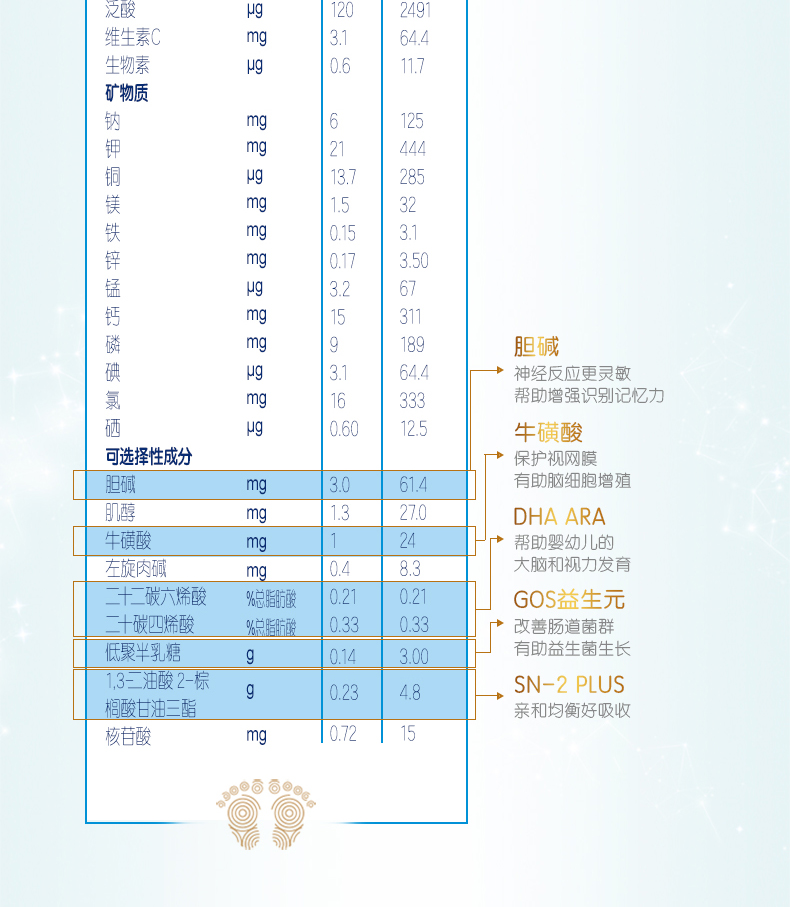 泛酸 μg 120 2491
维生素C mg 3.1 64.4
生物素 μg 0.6 11.7
矿物质
钠 mg 6 125
钾 mg 21 444
铜 μg 13.7 285
镁 mg 1.5 32
铁 mg 0.15 3.1
锌 mg 0.17 3.50
锰 μg 3.2 67
钙 mg 15 311
磷 mg 9 189
碘 μg 3.1 64.4
氯 mg 16 333
硒 μg 0.60 12.5
可选择性成分
胆碱 mg 3.0 61.4
肌醇 mg 1.3 27.0
牛磺酸 mg 1 24
左旋肉碱 mg 0.4 8.3
二十二碳六烯酸 %总脂肪酸 0.21 0.21
二十碳四烯酸 %总脂肪酸 0.33 0.33
低聚半乳糖 g 0.14 3.00
1,3-二油酸 2-棕
榈酸甘油三酯 g 0.23 4.8
核苷酸 mg 0.72 15
胆碱
神经反应更灵敏
帮助增强识别记忆力
牛磺酸
保护视网膜
有助脑细胞增殖
DHA ARA
帮助婴幼儿的
大脑和视力发育
GOS益生元
改善肠道菌群
有助益生菌生长
SN-2 PLUS
亲和均衡好吸收